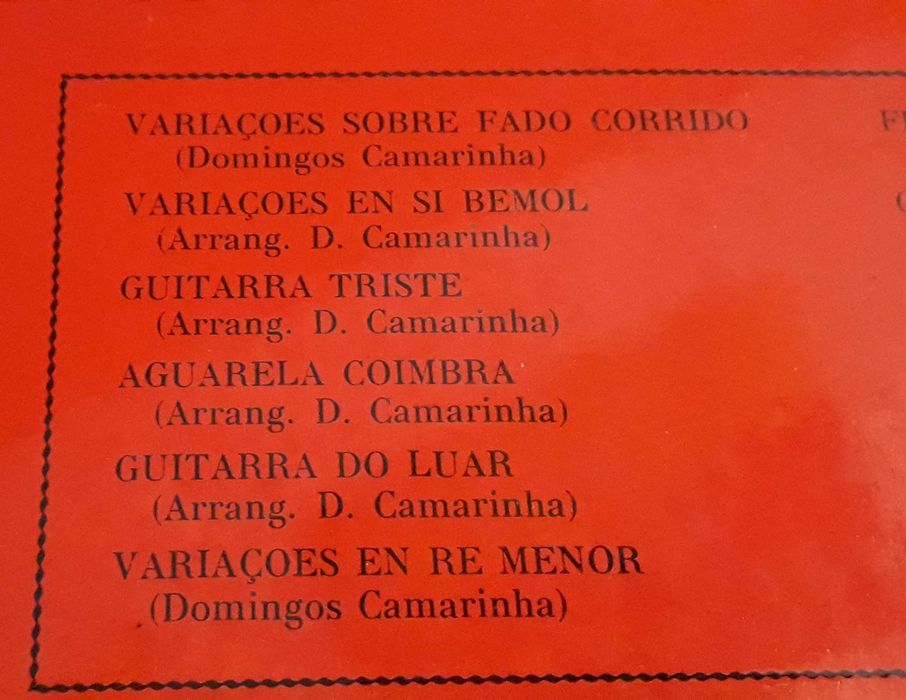 VARIAÇOES SOBRE FADO CORRIDO
(Domingos Camarinha)
VARIAÇOES EN SI BEMOL
(Arrang. D. Camarinha)
GUITARRA TRISTE
(Arrang. D. Camarinha)
AGUARELA COIMBRA
(Arrang. D. Camarinha)
GUITARRA DO LUAR
(Arrang. D. Camarinha)
VARIAÇOES EN RE MENOR
(Domingos Camarinha)